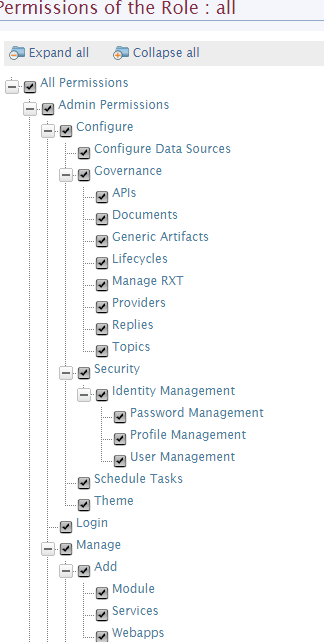 Permissions of the Role : all
Expand all Collapse all
All Permissions
Admin Permissions
Configure
Configure Data Sources
Governance
APIs
Documents
Generic Artifacts
Lifecycles
Manage RXT
Providers
Replies
Topics
Security
Identity Management
Password Management
Profile Management
User Management
Schedule Tasks
Theme
Login
Manage
Add
Module
Services
Webapps